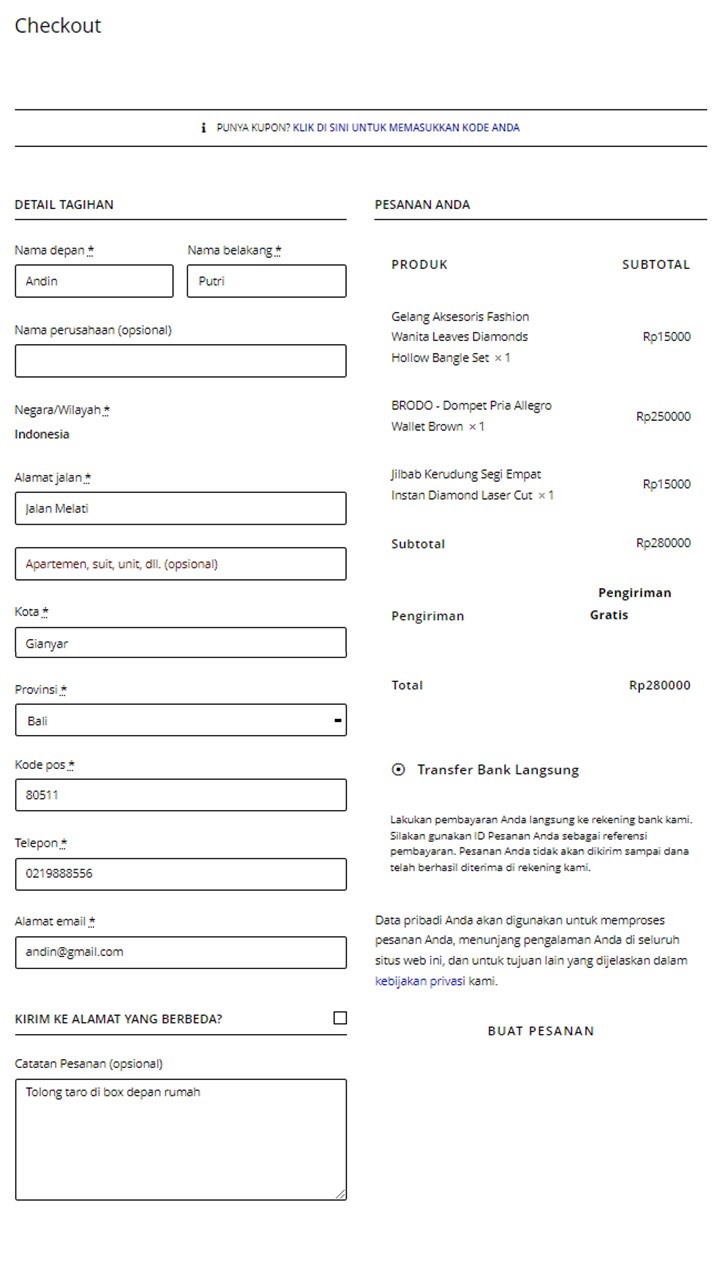 Checkout
PUNYA KUPON? KLIK DI SINI UNTUK MEMASUKKAN KODE ANDA
DETAIL TAGIHAN
Nama depan *
Nama belakang *
Andin
Putri
Nama perusahaan (opsional)
Negara/Wilayah *
Indonesia
Alamat jalan *
Jalan Melati
Apartemen, suit, unit, dll. (opsional)
Kota *
Gianyar
Provinsi *
Bali
Kode pos *
80511
Telepon *
0219888556
Alamat email *
andin@gmail.com
KIRIM KE ALAMAT YANG BERBEDA?
Catatan Pesanan (opsional)
Tolong taro di box depan rumah
PESANAN ANDA
PRODUK SUBTOTAL
Gelang Aksesoris Fashion
Wanita Leaves Diamonds Rp15000
Hollow Bangle Set × 1
BRODO - Dompet Pria Allegro
Wallet Brown × 1 Rp250000
Jilbab Kerudung Segi Empat
Instan Diamond Laser Cut × 1 Rp15000
Subtotal Rp280000
Pengiriman Pengiriman
Gratis
Total Rp280000
Transfer Bank Langsung
Lakukan pembayaran Anda langsung ke rekening bank kami.
Silakan gunakan ID Pesanan Anda sebagai referensi
pembayaran. Pesanan Anda tidak akan dikirim sampai dana
telah berhasil diterima di rekening kami.
Data pribadi Anda akan digunakan untuk memproses
pesanan Anda, menunjang pengalaman Anda di seluruh
situs web ini, dan untuk tujuan lain yang dijelaskan dalam
kebijakan privasi kami.
BUAT PESANAN